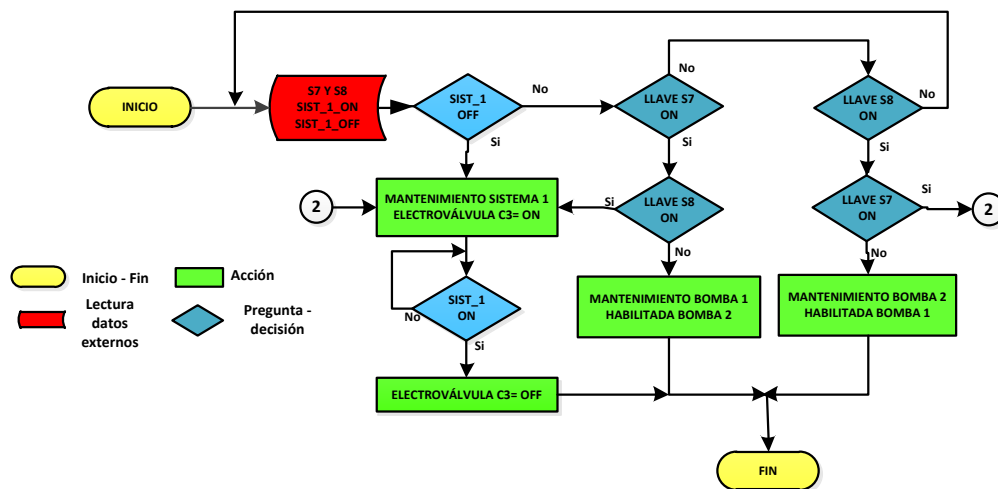 INICIO
S7 Y S8
SIST_1_ON
SIST_1_OFF
SIST_1
OFF
No
Si
LLAVE S7
ON
No
Si
LLAVE S8
ON
No
Si
2
MANTENIMIENTO SISTEMA 1
ELECTROVÁLVULA C3= ON
Si
LLAVE S8
ON
No
LLAVE S7
ON
Si
2
No
Inicio - Fin
Acción
Lectura
datos
externos
Pregunta -
decisión
SIST_1
ON
No
Si
MANTENIMIENTO BOMBA 1
HABILITADA BOMBA 2
MANTENIMIENTO BOMBA 2
HABILITADA BOMBA 1
ELECTROVÁLVULA C3= OFF
FIN